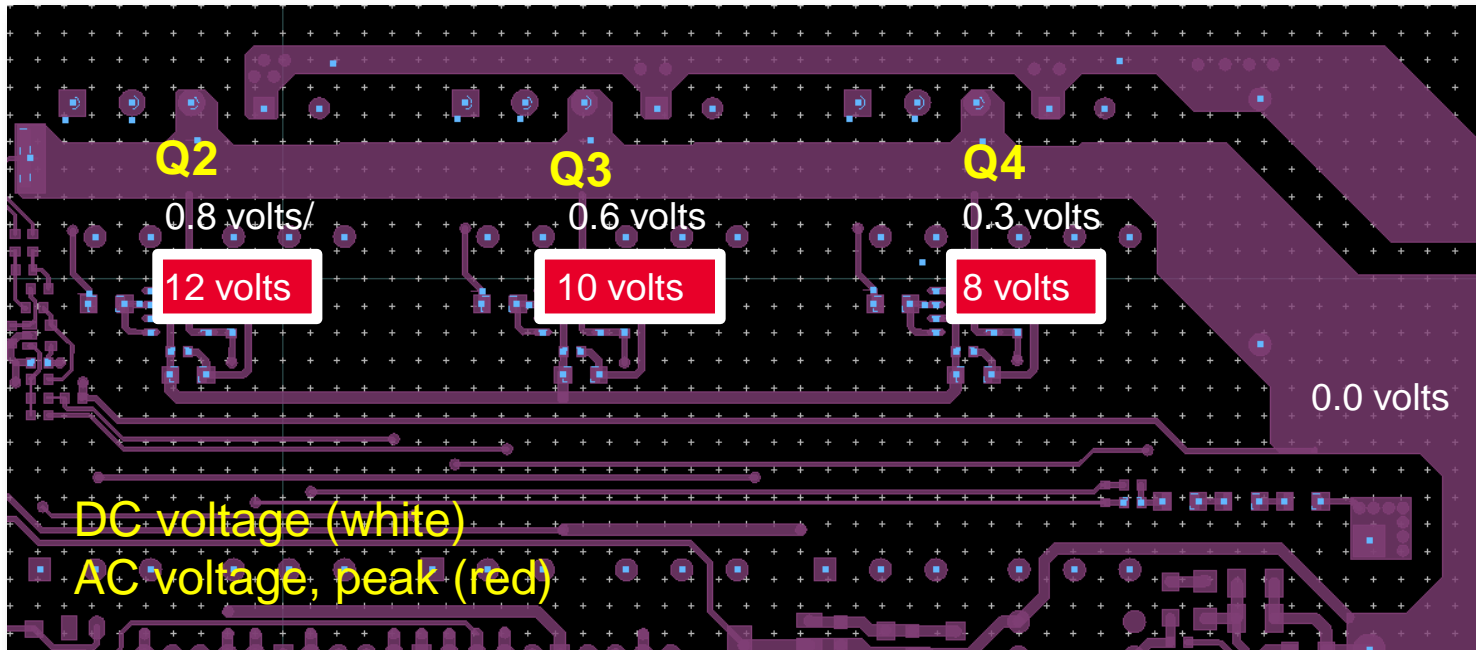 Q2
Q3
Q4
0.8 volts/
0.6 volts
0.3 volts
12 volts
10 volts
8 volts
0.0 volts
DC voltage (white)
AC voltage, peak (red)